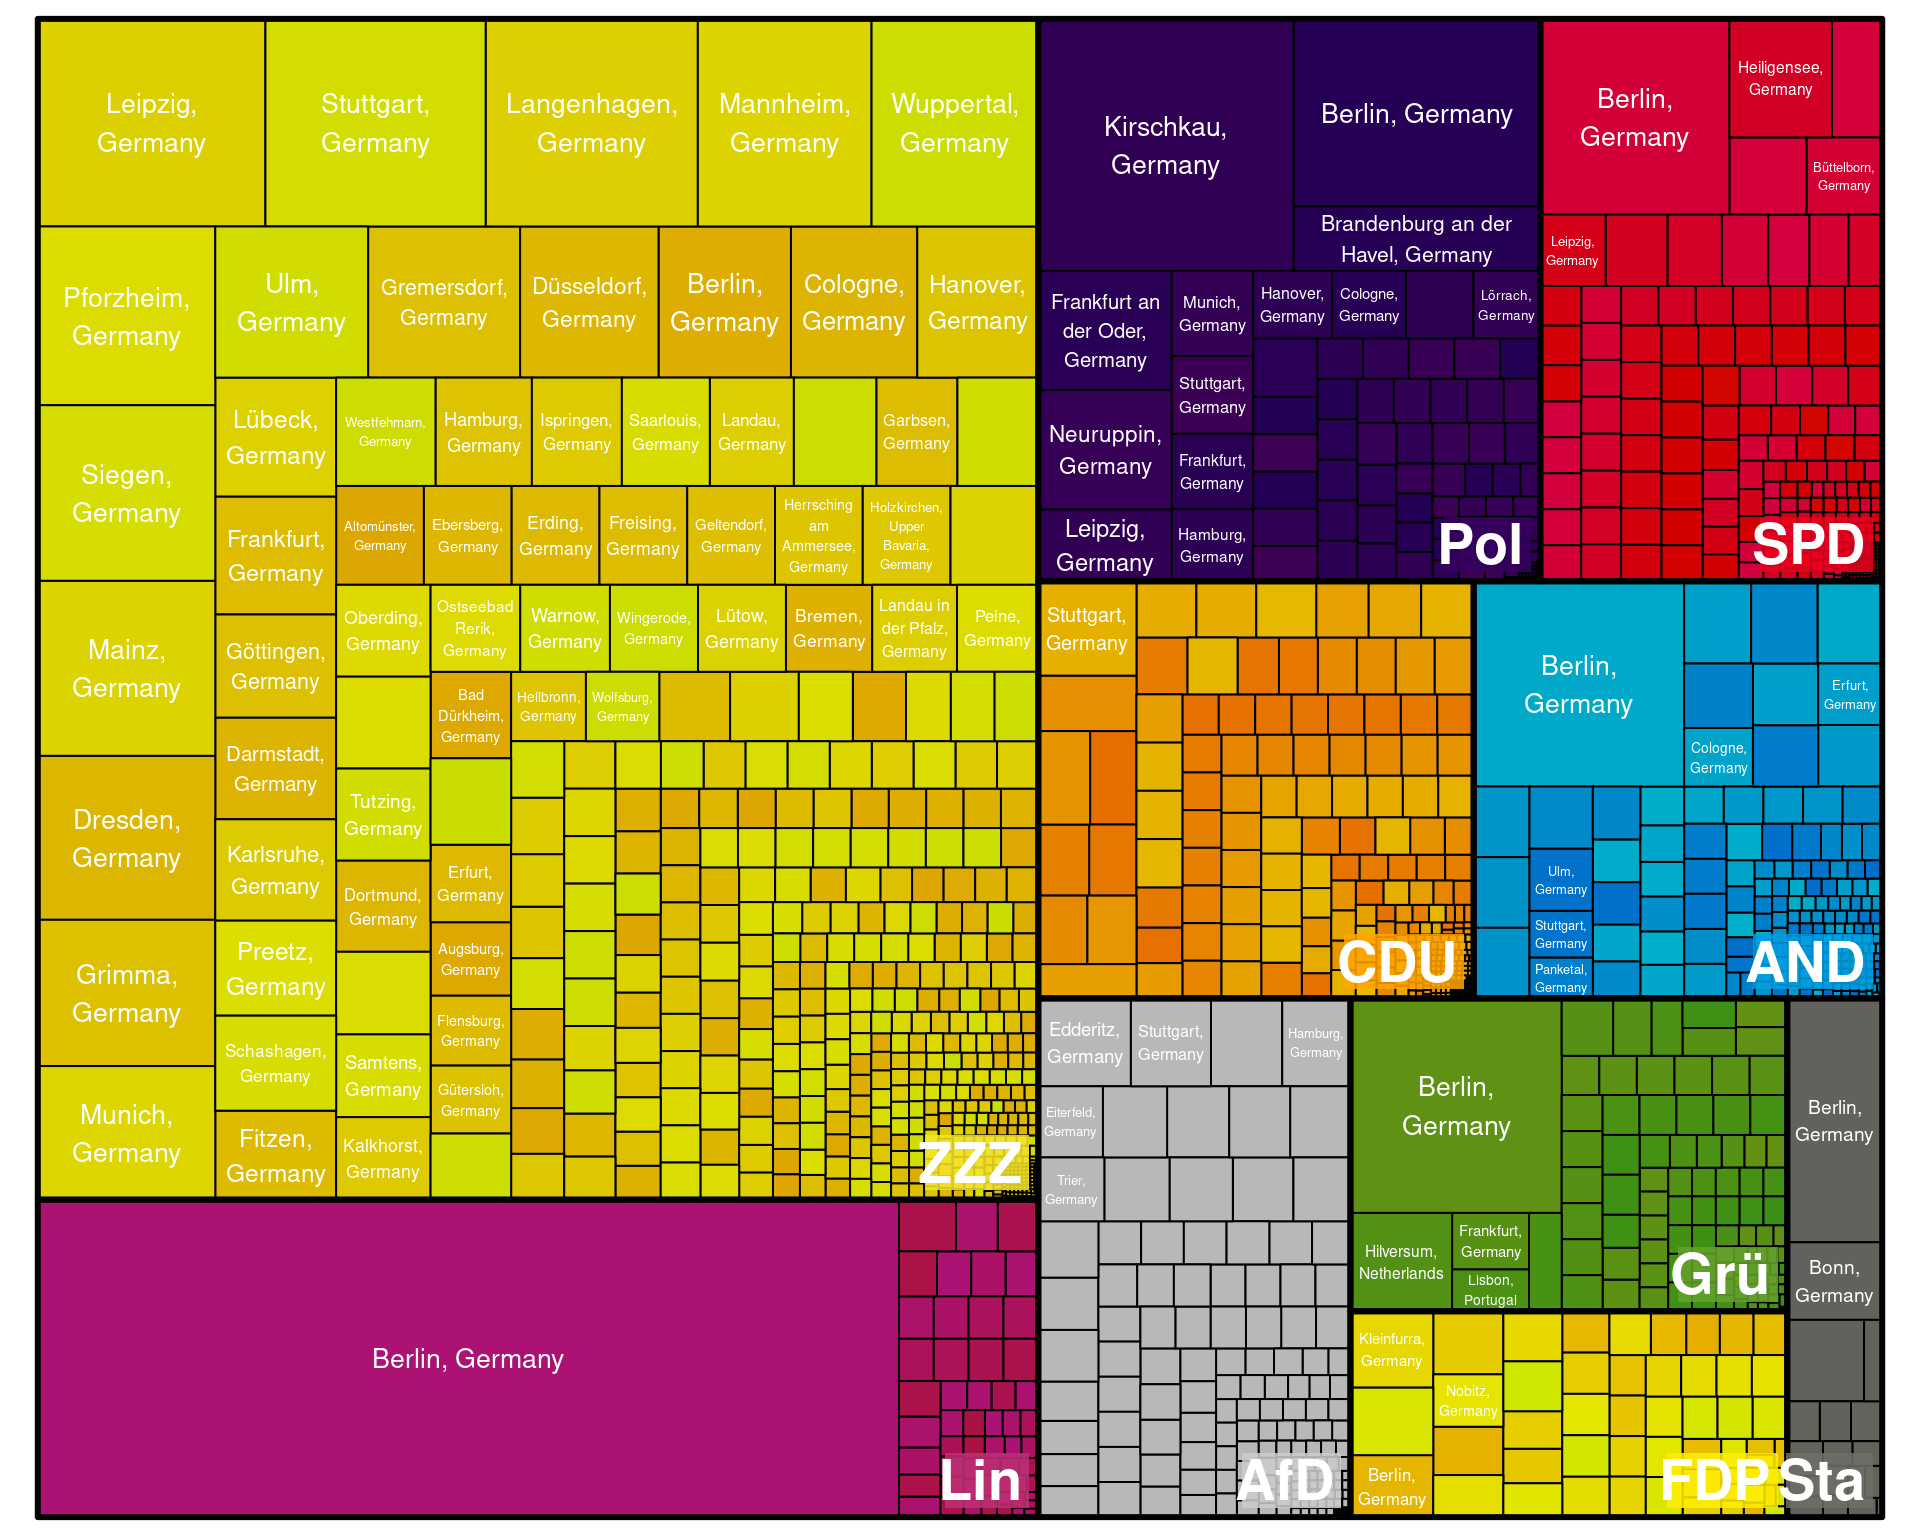 Leipzig,
Germany
Stuttgart,
Germany
Langenhagen,
Germany
Mannheim,
Germany
Wuppertal,
Germany
Pforzheim,
Germany
Ulm,
Germany
Gremersdorf,
Germany
Düsseldorf,
Germany
Berlin,
Germany
Cologne,
Germany
Hanover,
Germany
Siegen,
Germany
Lübeck,
Germany
Westfehmarn,
Germany
Hamburg,
Germany
Ispringen,
Germany
Saarlouis,
Germany
Landau,
Germany
Garbsen,
Germany
Frankfurt,
Germany
Altomünster,
Germany
Ebersberg,
Germany
Erding,
Germany
Freising,
Germany
Geltendorf,
Germany
Herrsching
am
Ammersee,
Germany
Holzkirchen,
Upper
Bavaria,
Germany
Mainz,
Germany
Göttingen,
Germany
Oberding,
Germany
Ostseebad
Rerik,
Germany
Warnow,
Germany
Wingerode,
Germany
Lütow,
Germany
Bremen,
Germany
Landau in
der Pfalz,
Germany
Peine,
Germany
Bad
Dürkheim,
Germany
Heilbronn,
Germany
Wolfsburg,
Germany
Darmstadt,
Germany
Dresden,
Germany
Tutzing,
Germany
Karlsruhe,
Germany
Dortmund,
Germany
Erfurt,
Germany
Grimma,
Germany
Preetz,
Germany
Augsburg,
Germany
Schashagen,
Germany
Samtens,
Germany
Flensburg,
Germany
Gütersloh,
Germany
Munich,
Germany
Fitzen,
Germany
Kalkhorst,
Germany
ZZZ
Berlin, Germany
Lin
Kirschkau,
Germany
Berlin, Germany
Brandenburg an der
Havel, Germany
Frankfurt an
der Oder,
Germany
Munich,
Germany
Hanover,
Germany
Cologne,
Germany
Lörrach,
Germany
Stuttgart,
Germany
Neuruppin,
Germany
Frankfurt,
Germany
Leipzig,
Germany
Hamburg,
Germany
Pol
Berlin,
Germany
Heiligensee,
Germany
Büttelborn,
Germany
Leipzig,
Germany
SPD
Stuttgart,
Germany
CDU
Berlin,
Germany
Erfurt,
Germany
Cologne,
Germany
Ulm,
Germany
Stuttgart,
Germany
Panketal,
Germany
AND
Edderitz,
Germany
Stuttgart,
Germany
Hamburg,
Germany
Eiterfeld,
Germany
Trier,
Germany
AfD
Berlin,
Germany
Hilversum,
Netherlands
Frankfurt,
Germany
Lisbon,
Portugal
Grü
Kleinfurra,
Germany
Nobitz,
Germany
Berlin,
Germany
FDP
Berlin,
Germany
Bonn,
Germany
Sta